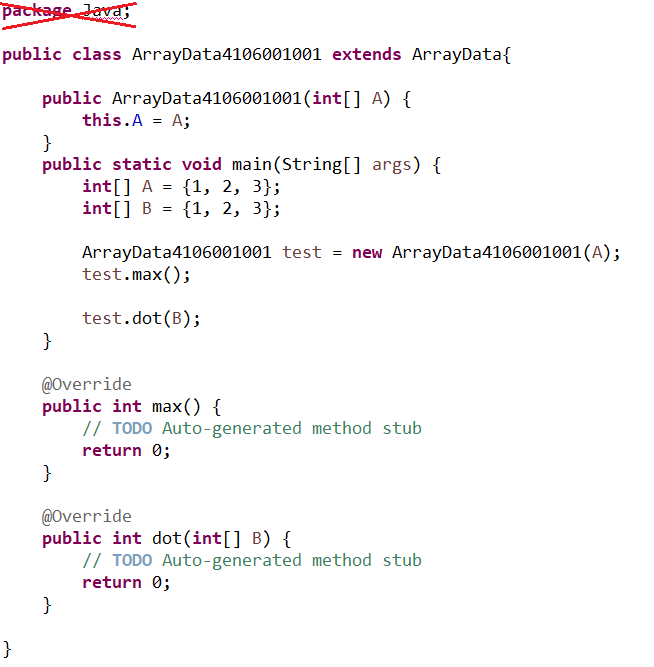 package Java;
public class ArrayData4106001001 extends ArrayData{
public ArrayData4106001001(int[] A) {
this.A = A;
}
public static void main(String[] args) {
int[] A = {1, 2, 3};
int[] B = {1, 2, 3};
ArrayData4106001001 test = new ArrayData4106001001(A);
test.max();
test.dot(B);
}
@Override
public int max() {
// TODO Auto-generated method stub
return 0;
}
@Override
public int dot(int[] B) {
// TODO Auto-generated method stub
return 0;
}
}